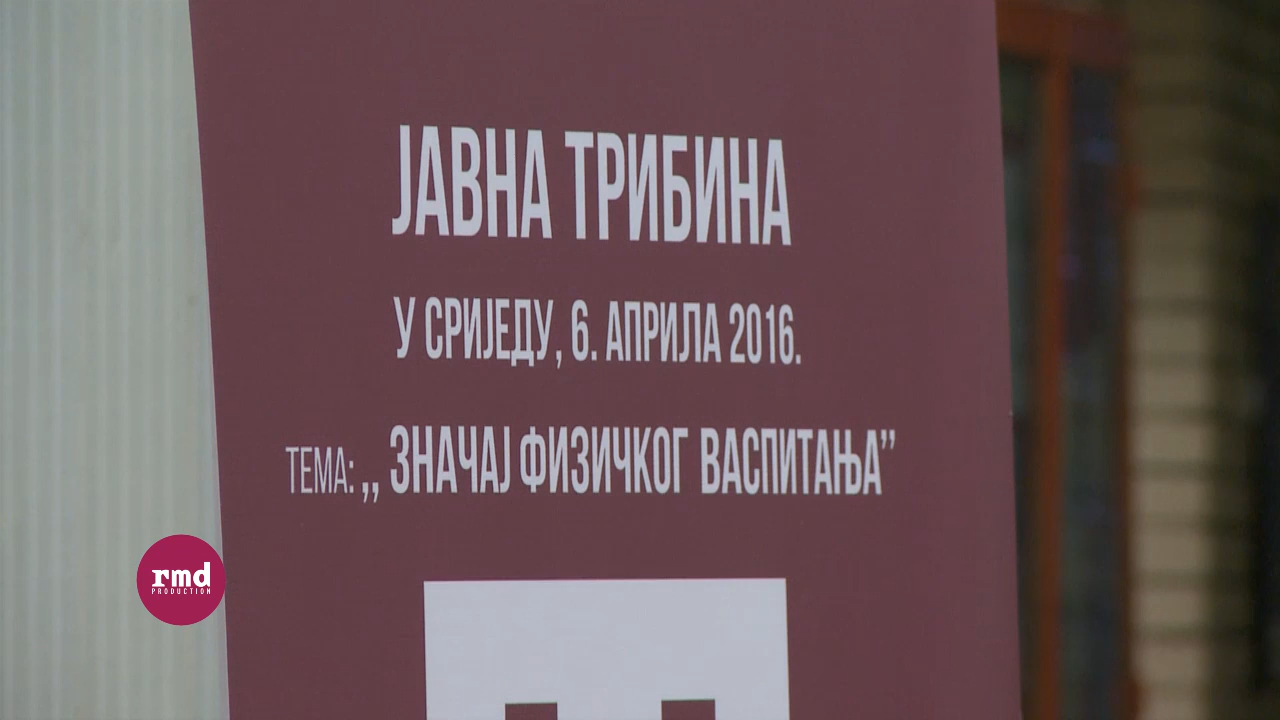 ЈАВНА ТРИБИНА
У СРИЈЕДУ, 6. АПРИЛА 2016.
ТЕМА: ,, ЗНАЧАЈ ФИЗИЧКОГ ВАСПИТАЊА”
rmd
PRODUCTION